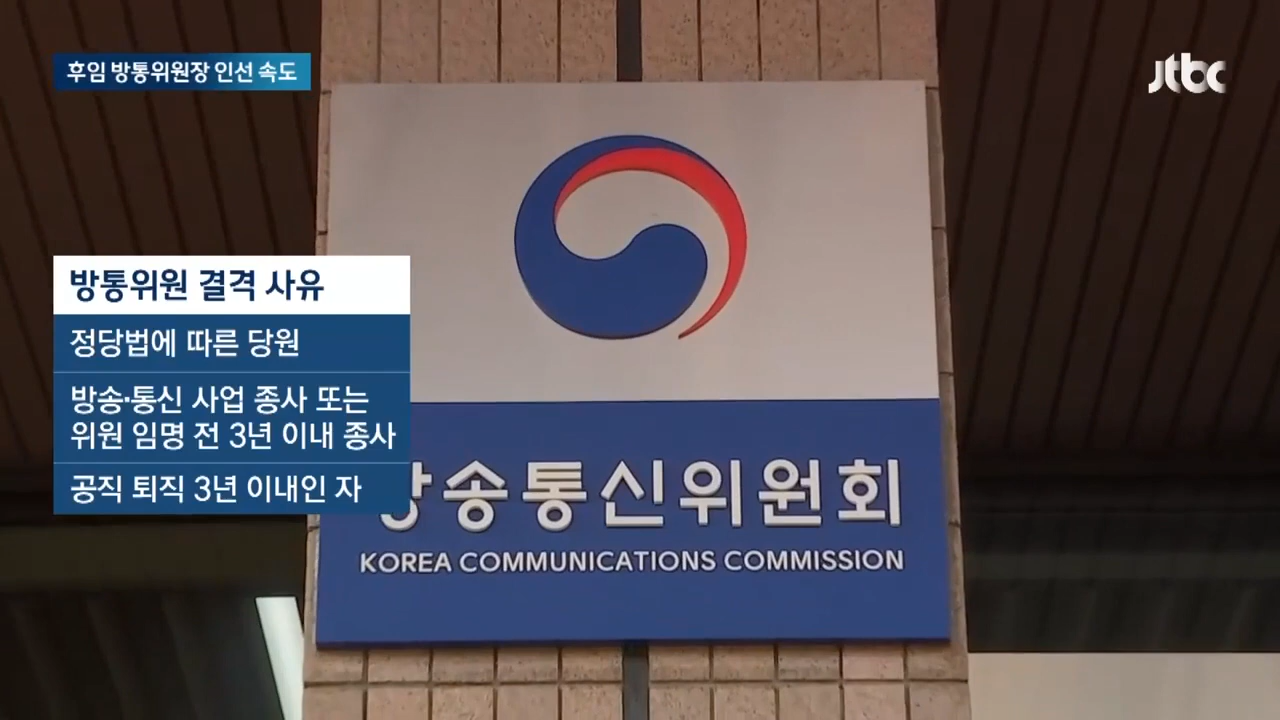 후임 방통위원장 인선 속도
jtbc
방통위원 결격 사유
정당법에 따른 당원
방송·통신 사업 종사 또는
위원 임명 전 3년 이내 종사
공직 퇴직 3년 이내인 자
방송통신위원회
KOREA COMMUNICATIONS COMMISSION